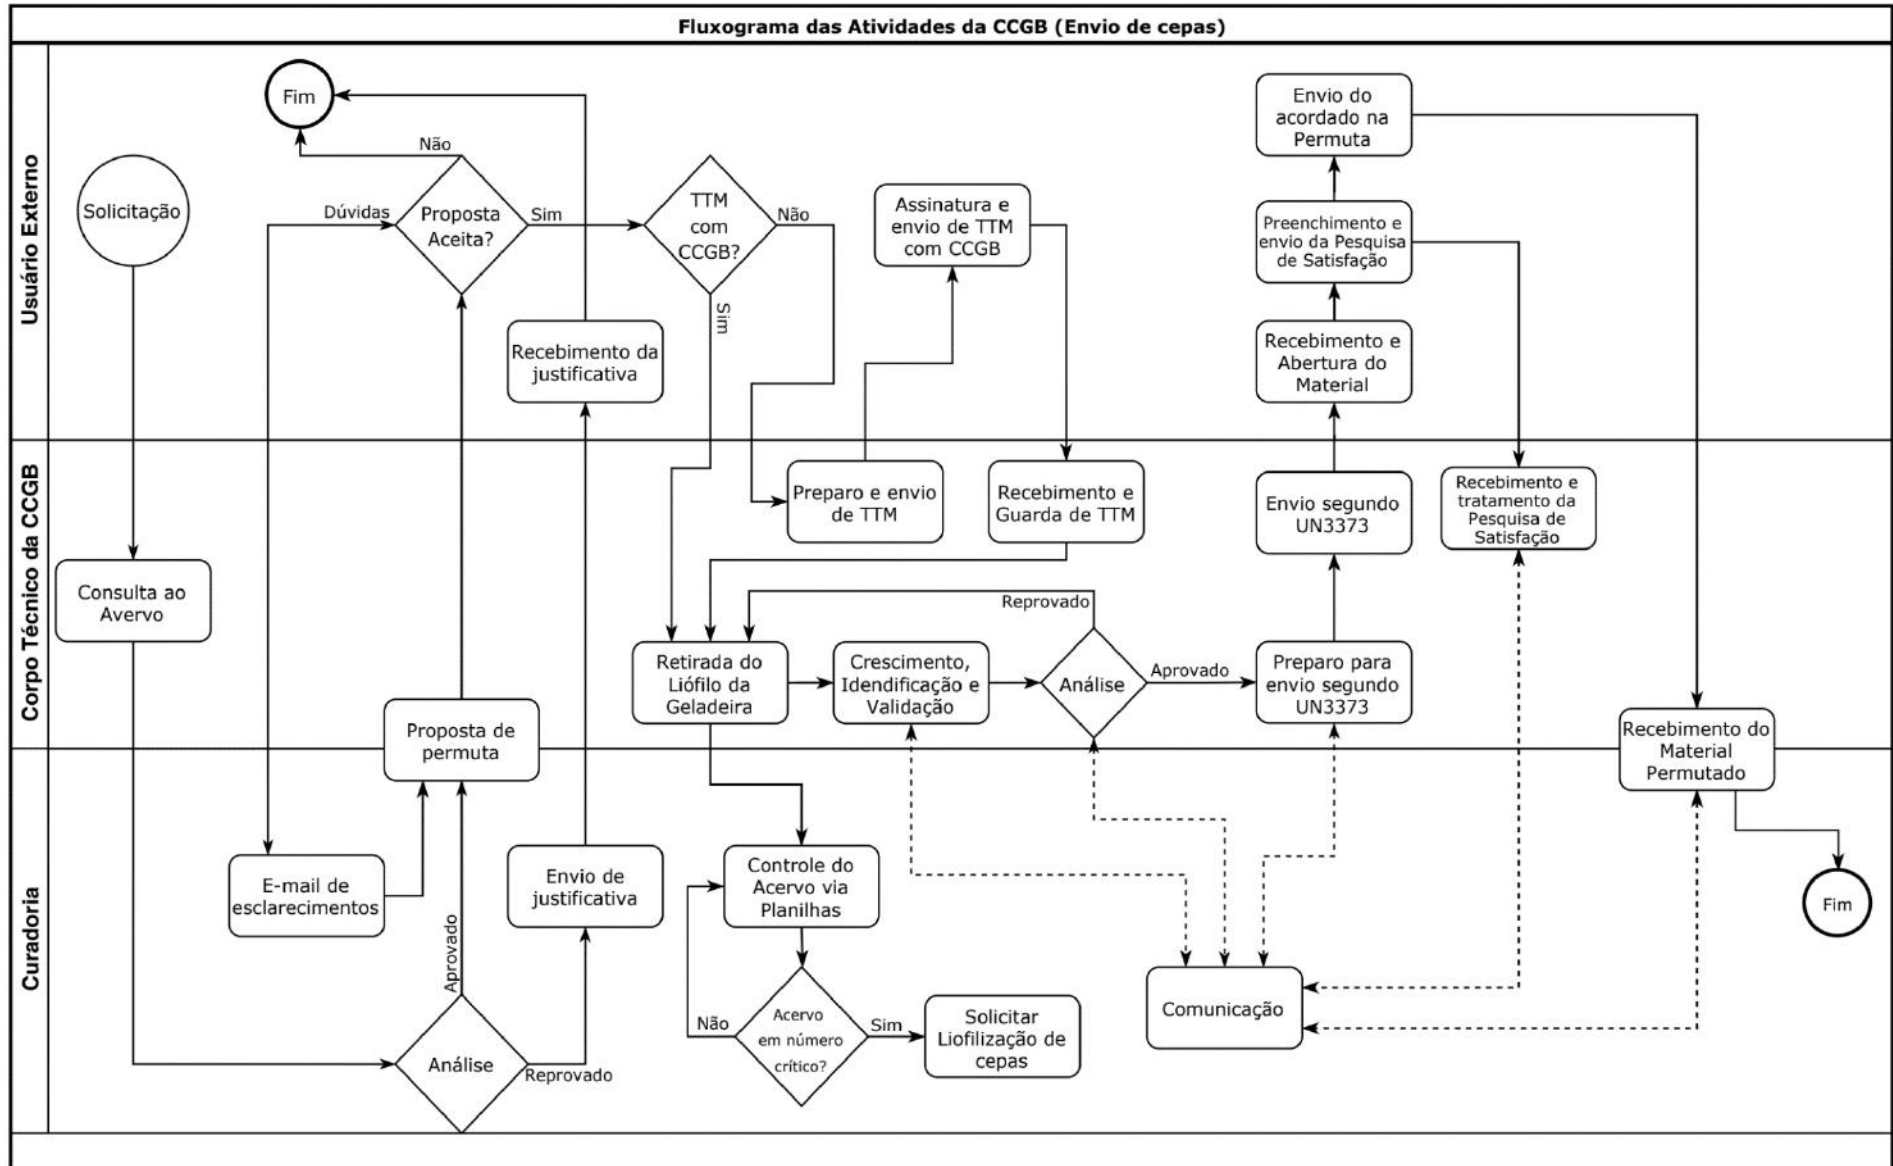 Fluxograma das Atividades da CCGB (Envio de cepas)
Usuário Externo
Fim
Solicitação
Não
Dúvidas
Proposta
Aceita?
Sim
TTM
com
CCGB?
Não
Sim
Recebimento da
justificativa
Assinatura e
envio de TTM
com CCGB
Envio do
acordado na
Permuta
Preenchimento e
envio da Pesquisa
de Satisfação
Recebimento e
Abertura do
Material
Corpo Técnico da CCGB
Consulta ao
Avervo
Proposta de
permuta
Preparo e envio
de TTM
Recebimento e
Guarda de TTM
Retirada do
Liófilo da
Geladeira
Crescimento,
Idendificação e
Validação
Reprovado
Análise
Aprovado
Envio segundo
UN3373
Preparo para
envio segundo
UN3373
Recebimento e
tratamento da
Pesquisa de
Satisfação
Recebimento do
Material
Permutado
Curadoria
E-mail de
esclarecimentos
Aprovado
Análise
Reprovado
Envio de
justificativa
Controle do
Acervo via
Planilhas
Não
Acervo
em número
crítico?
Sim
Solicitar
Liofilização de
cepas
Comunicação
Fim